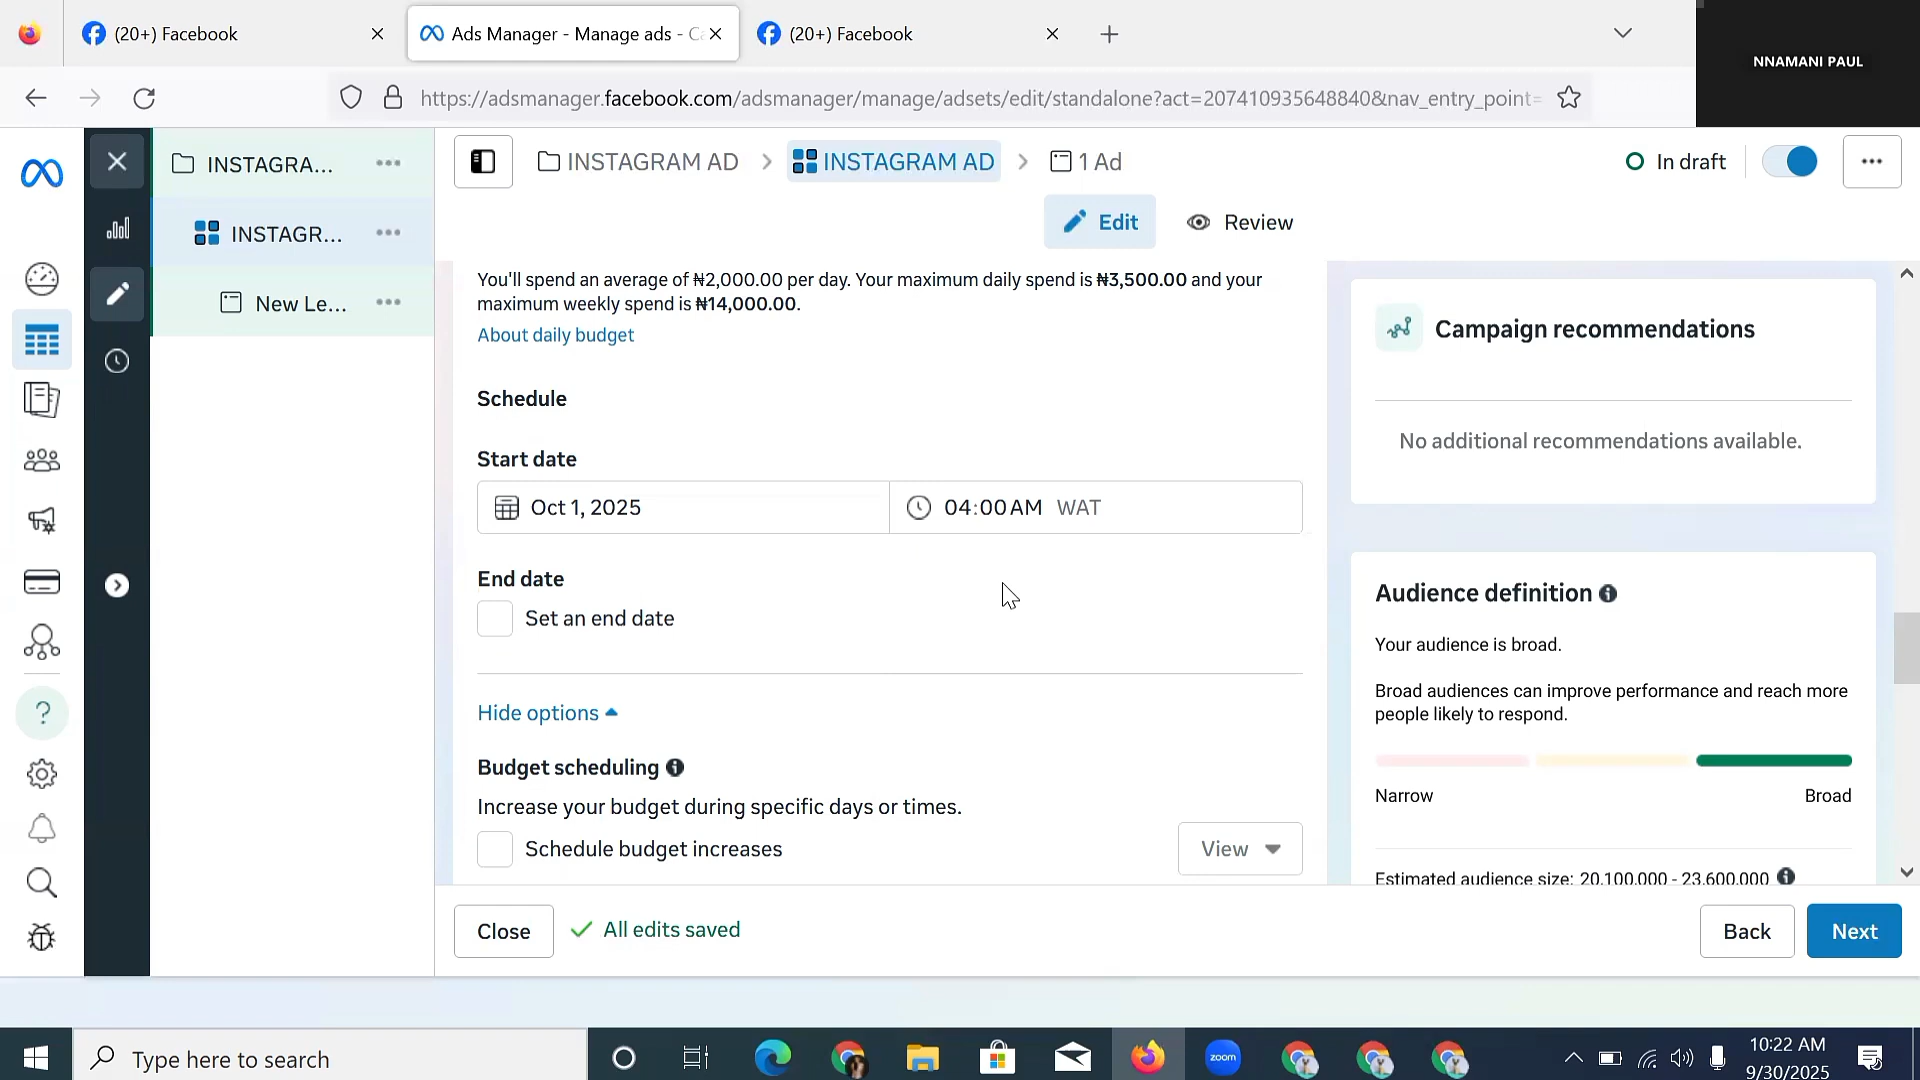 (20+) Facebook
Ads Manager - Manage ads - Ca
(20+) Facebook
NNAMANI PAUL
https://adsmanager.facebook.com/adsmanager/manage/adsets/edit/standalone?act=207410935648840&nav_entry_point=
INSTAGRA...
INSTAGR...
New Le...
INSTAGRAM AD
INSTAGRAM AD
1 Ad
In draft
Edit
Review
You'll spend an average of ₦2,000.00 per day. Your maximum daily spend is ₦3,500.00 and your
maximum weekly spend is ₦14,000.00.
About daily budget
Schedule
Start date
Oct 1, 2025
04:00AM WAT
End date
Set an end date
Hide options
Budget scheduling
Increase your budget during specific days or times.
Schedule budget increases
View
Campaign recommendations
No additional recommendations available.
Audience definition
Your audience is broad.
Broad audiences can improve performance and reach more
people likely to respond.
Narrow
Broad
Estimated audience size: 20,100,000 - 23,600,000
Close
All edits saved
Back
Next
Type here to search
zoom
10:22 AM
9/30/2025